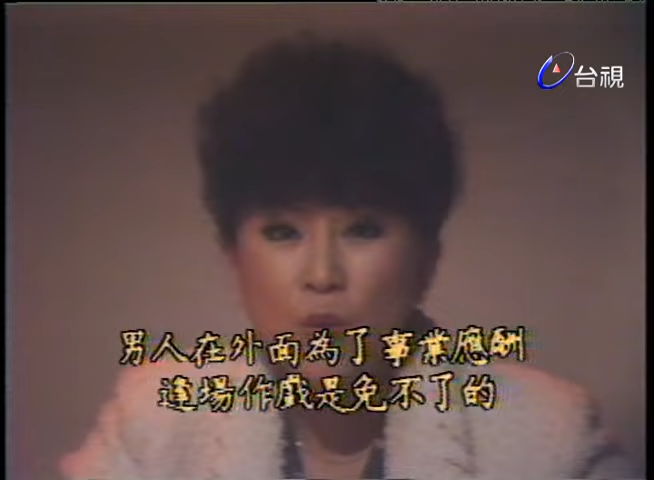 台視
男人在外面為了事業應酬
逢場作戲是免不了的